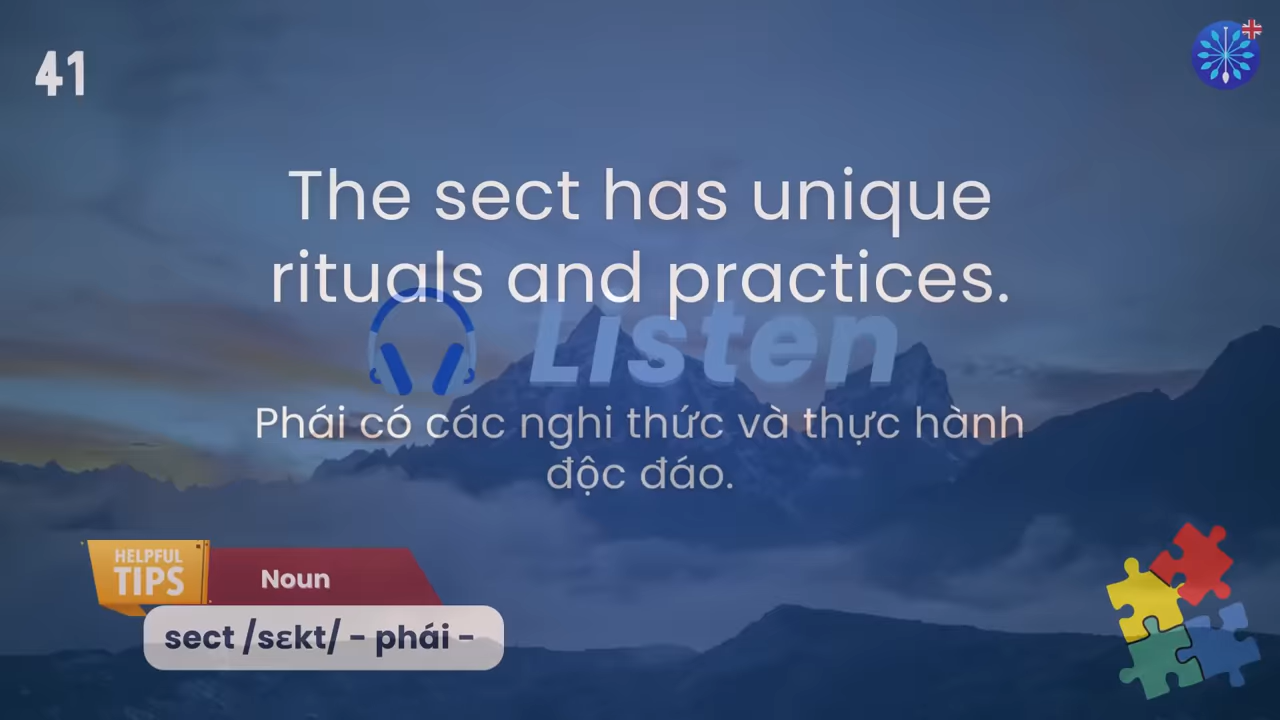 41
The sect has unique
rituals and practices.
Listen
Phái có các nghi thức và thực hành
độc đáo.
HELPFUL
TIPS
Noun
sect /sɛkt/ - phái -